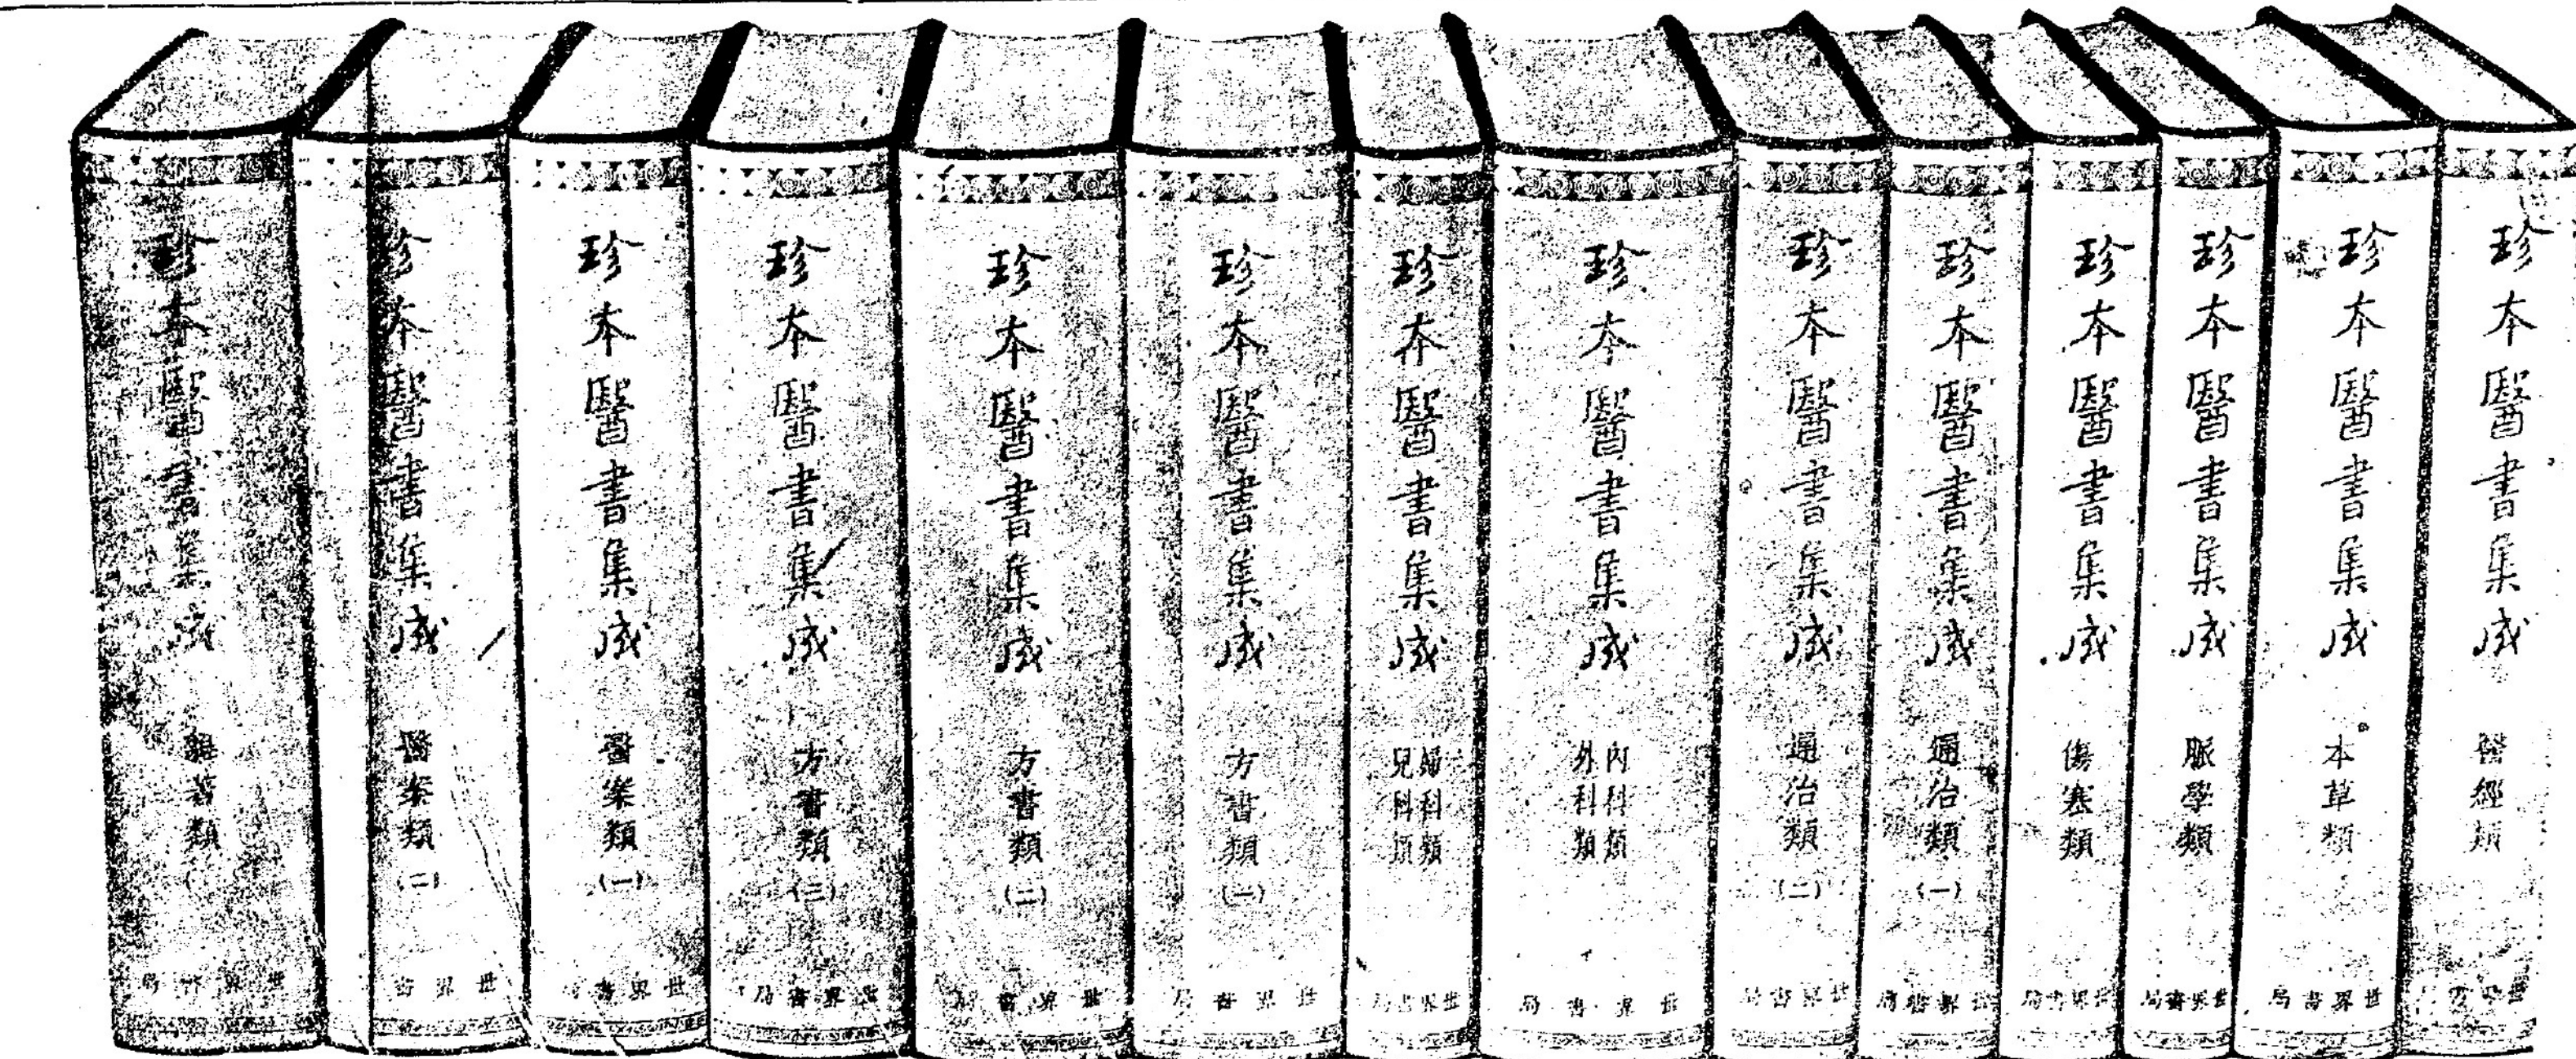 珍本醫書集成 醫經類
世界書局
珍本醫書集成 本草類
世界書局
珍本醫書集成 脈學類
世界書局
珍本醫書集成 傷寒類
世界書局
珍本醫書集成 通治類 (一)
世界書局
珍本醫書集成 通治類 (二)
世界書局
珍本醫書集成 內科類 外科類
世界書局
珍本醫書集成 婦科類 兒科類
世界書局
珍本醫書集成 方書類 (一)
世界書局
珍本醫書集成 方書類 (二)
世界書局
珍本醫書集成 方書類 (三)
世界書局
珍本醫書集成 醫案類 (一)
世界書局
珍本醫書集成 醫案類 (二)
世界書
珍本醫書集成 雜著類
世界書局